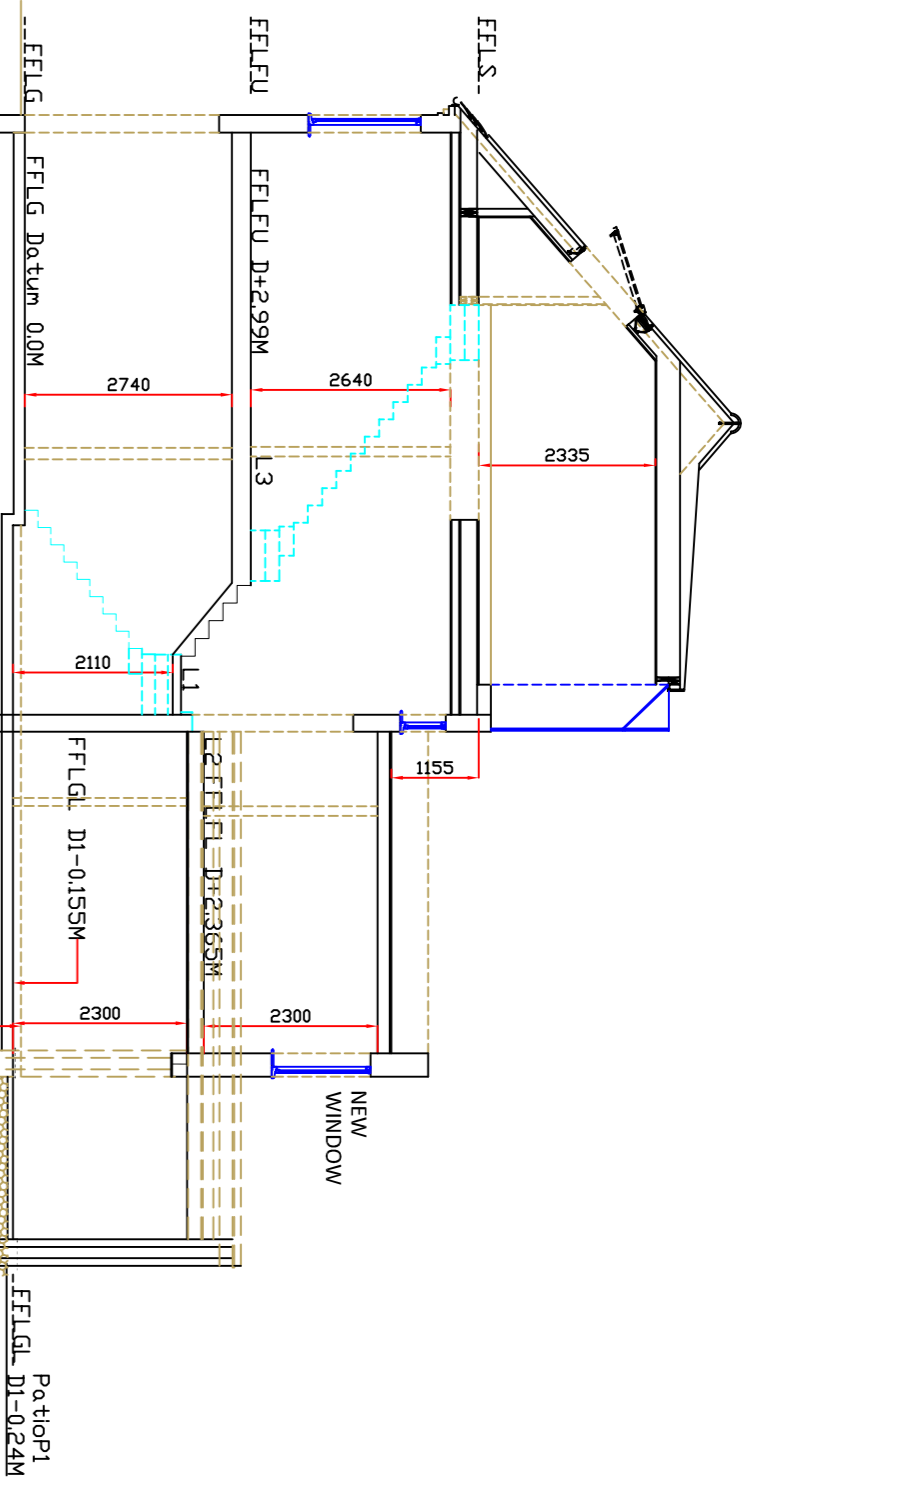 FFLS
FFLFU
FFLG
FFLG Datum 0.0M
FFLFU D+2.99M
2740
2640
2335
L3
2110
L1
1155
FFLGL D1-0.155M
L2 FFLFL D+2.365M
2300
2300
NEW
WINDOW
FFLGL D1-0.24M
PatioP1